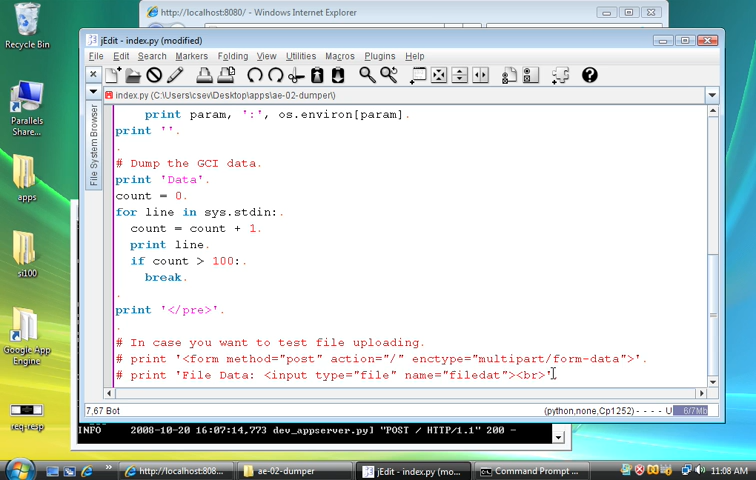 http://localhost:8080/ - Windows Internet Explorer
Recycle Bin
jEdit - index.py (modified)
File Edit Search Markers Folding View Utilities Macros Plugins Help
index.py (C:\Users\csev\Desktop\apps\ae-02-dumper\)
File System Browser
print param, ':', os.environ[param].
print ''.
.
# Dump the GCI data.
print 'Data'.
count = 0.
for line in sys.stdin:.
count = count + 1.
print line.
if count > 100:.
break.
.
print '</pre>'.
.
# In case you want to test file uploading.
# print '<form method="post" action="/" enctype="multipart/form-data">'.
# print 'File Data: <input type="file" name="filedat"><br>'
7,67 Bot
(python,none,Cp1252) - - - - U
6/7Mb
INFO 2008-10-20 16:07:14,773 dev_appserver.py] "POST / HTTP/1.1" 200 -
Parallels
Share...
apps
si100
Google App
Engine
req-resp
http://localhost:808...
ae-02-dumper
jEdit - index.py (mo...
Command Prompt ...
11:08 AM